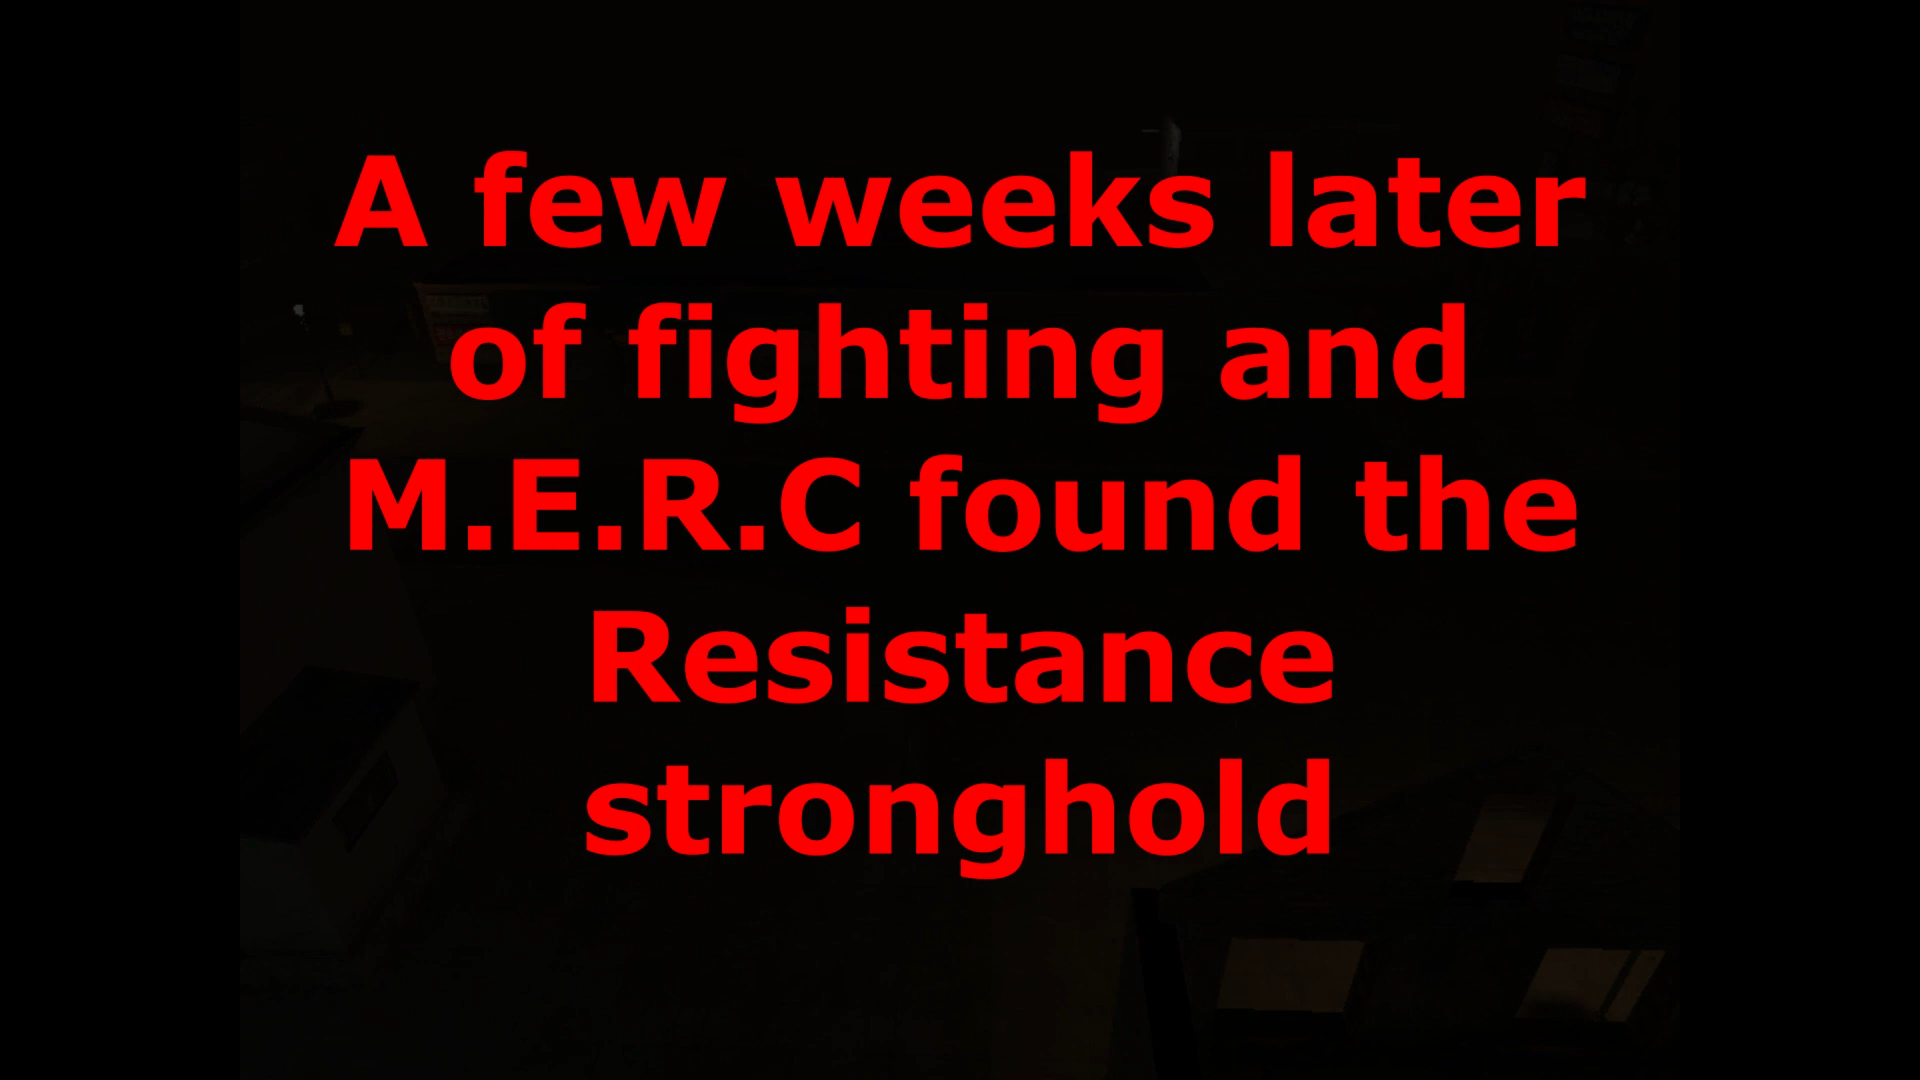 A few weeks later
of fighting and
M.E.R.C found the
Resistance
stronghold